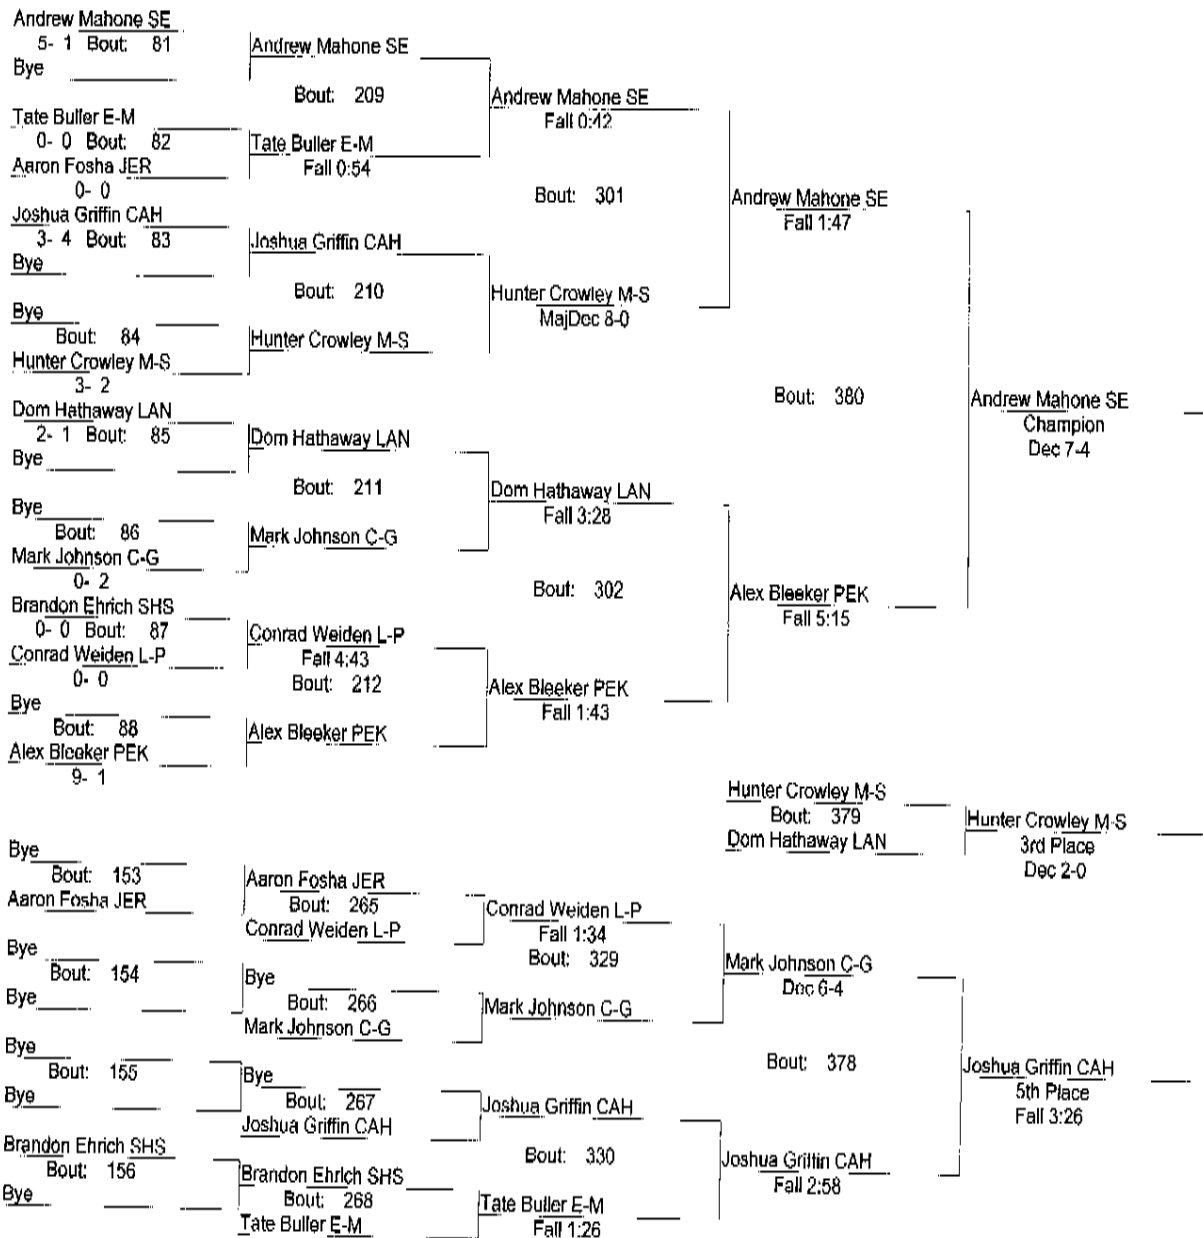 Andrew Mahone SE
5- 1 Bout: 81
Bye
Andrew Mahone SE
Bout: 209
Tate Buller E-M
0- 0 Bout: 82
Aaron Fosha JER
0- 0
Tate Buller E-M
Fall 0:54
Andrew Mahone SE
Fall 0:42
Bout: 301
Joshua Griffin CAH
3- 4 Bout: 83
Bye
Joshua Griffin CAH
Bout: 210
Bye
Bout: 84
Hunter Crowley M-S
3- 2
Hunter Crowley M-S
Hunter Crowley M-S
MajDec 8-0
Andrew Mahone SE
Fall 1:47
Bout: 380
Dom Hathaway LAN
2- 1 Bout: 85
Bye
Dom Hathaway LAN
Bout: 211
Bye
Bout: 86
Mark Johnson C-G
0- 2
Mark Johnson C-G
Dom Hathaway LAN
Fall 3:28
Bout: 302
Brandon Ehrich SHS
0- 0 Bout: 87
Conrad Weiden L-P
0- 0
Conrad Weiden L-P
Fall 4:43
Bout: 212
Bye
Bout: 88
Alex Bleeker PEK
9- 1
Alex Bleeker PEK
Alex Bleeker PEK
Fall 1:43
Alex Bleeker PEK
Fall 5:15
Andrew Mahone SE
Champion
Dec 7-4
Hunter Crowley M-S
Bout: 379
Dom Hathaway LAN
Hunter Crowley M-S
3rd Place
Dec 2-0
Bye
Bout: 153
Aaron Fosha JER
Aaron Fosha JER
Bout: 265
Conrad Weiden L-P
Conrad Weiden L-P
Fall 1:34
Bout: 329
Bye
Bout: 154
Bye
Bye
Bout: 266
Mark Johnson C-G
Mark Johnson C-G
Mark Johnson C-G
Dec 6-4
Bout: 378
Bye
Bout: 155
Bye
Bye
Bout: 267
Joshua Griffin CAH
Joshua Griffin CAH
Bout: 330
Brandon Ehrich SHS
Bout: 156
Bye
Brandon Ehrich SHS
Bout: 268
Tate Buller E-M
Tate Buller E-M
Fall 1:26
Joshua Griffin CAH
Fall 2:58
Joshua Griffin CAH
5th Place
Fall 3:26